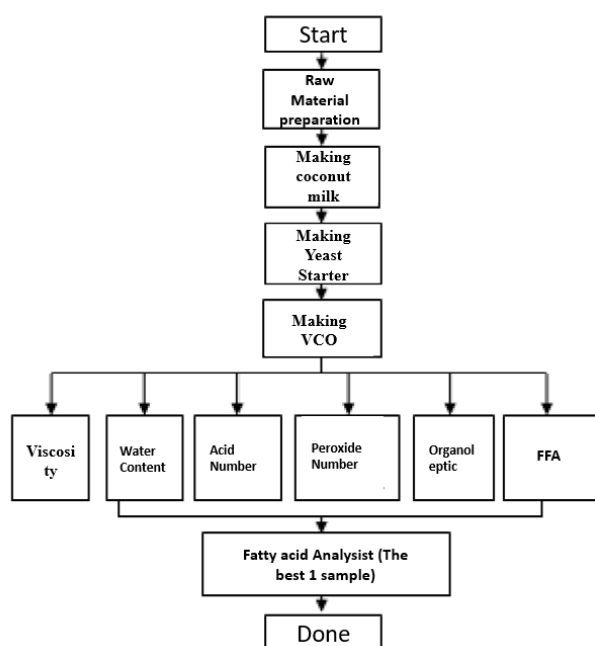 Start
Raw
Material
preparation
Making
coconut
milk
Making
Yeast
Starter
Making
VCO
Viscosi
ty
Water
Content
Acid
Number
Peroxide
Number
Organol
eptic
FFA
Fatty acid Analysist (The
best 1 sample)
Done